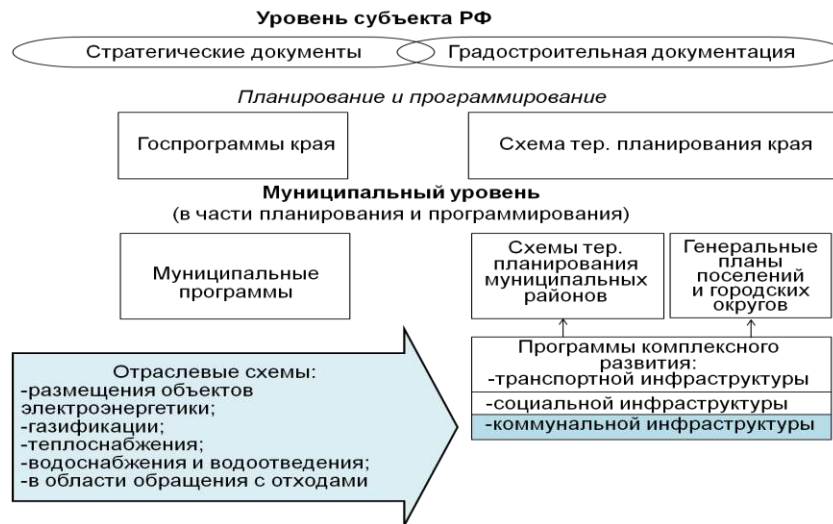 Уровень субъекта РФ
Стратегические документы
Градостроительная документация
Планирование и программирование
Госпрограммы края
Схема тер. планирования края
Муниципальный уровень
(в части планирования и программирования)
Муниципальные
программы
Схемы тер.
планирования
муниципальных
районов
Генеральные
планы
поселений
и городских
округов
Отраслевые схемы:
-размещения объектов
электроэнергетики;
-газификации;
-теплоснабжения;
-водоснабжения и водоотведения;
-в области обращения с отходами
Программы комплексного
развития:
-транспортной инфраструктуры
-социальной инфраструктуры
-коммунальной инфраструктуры